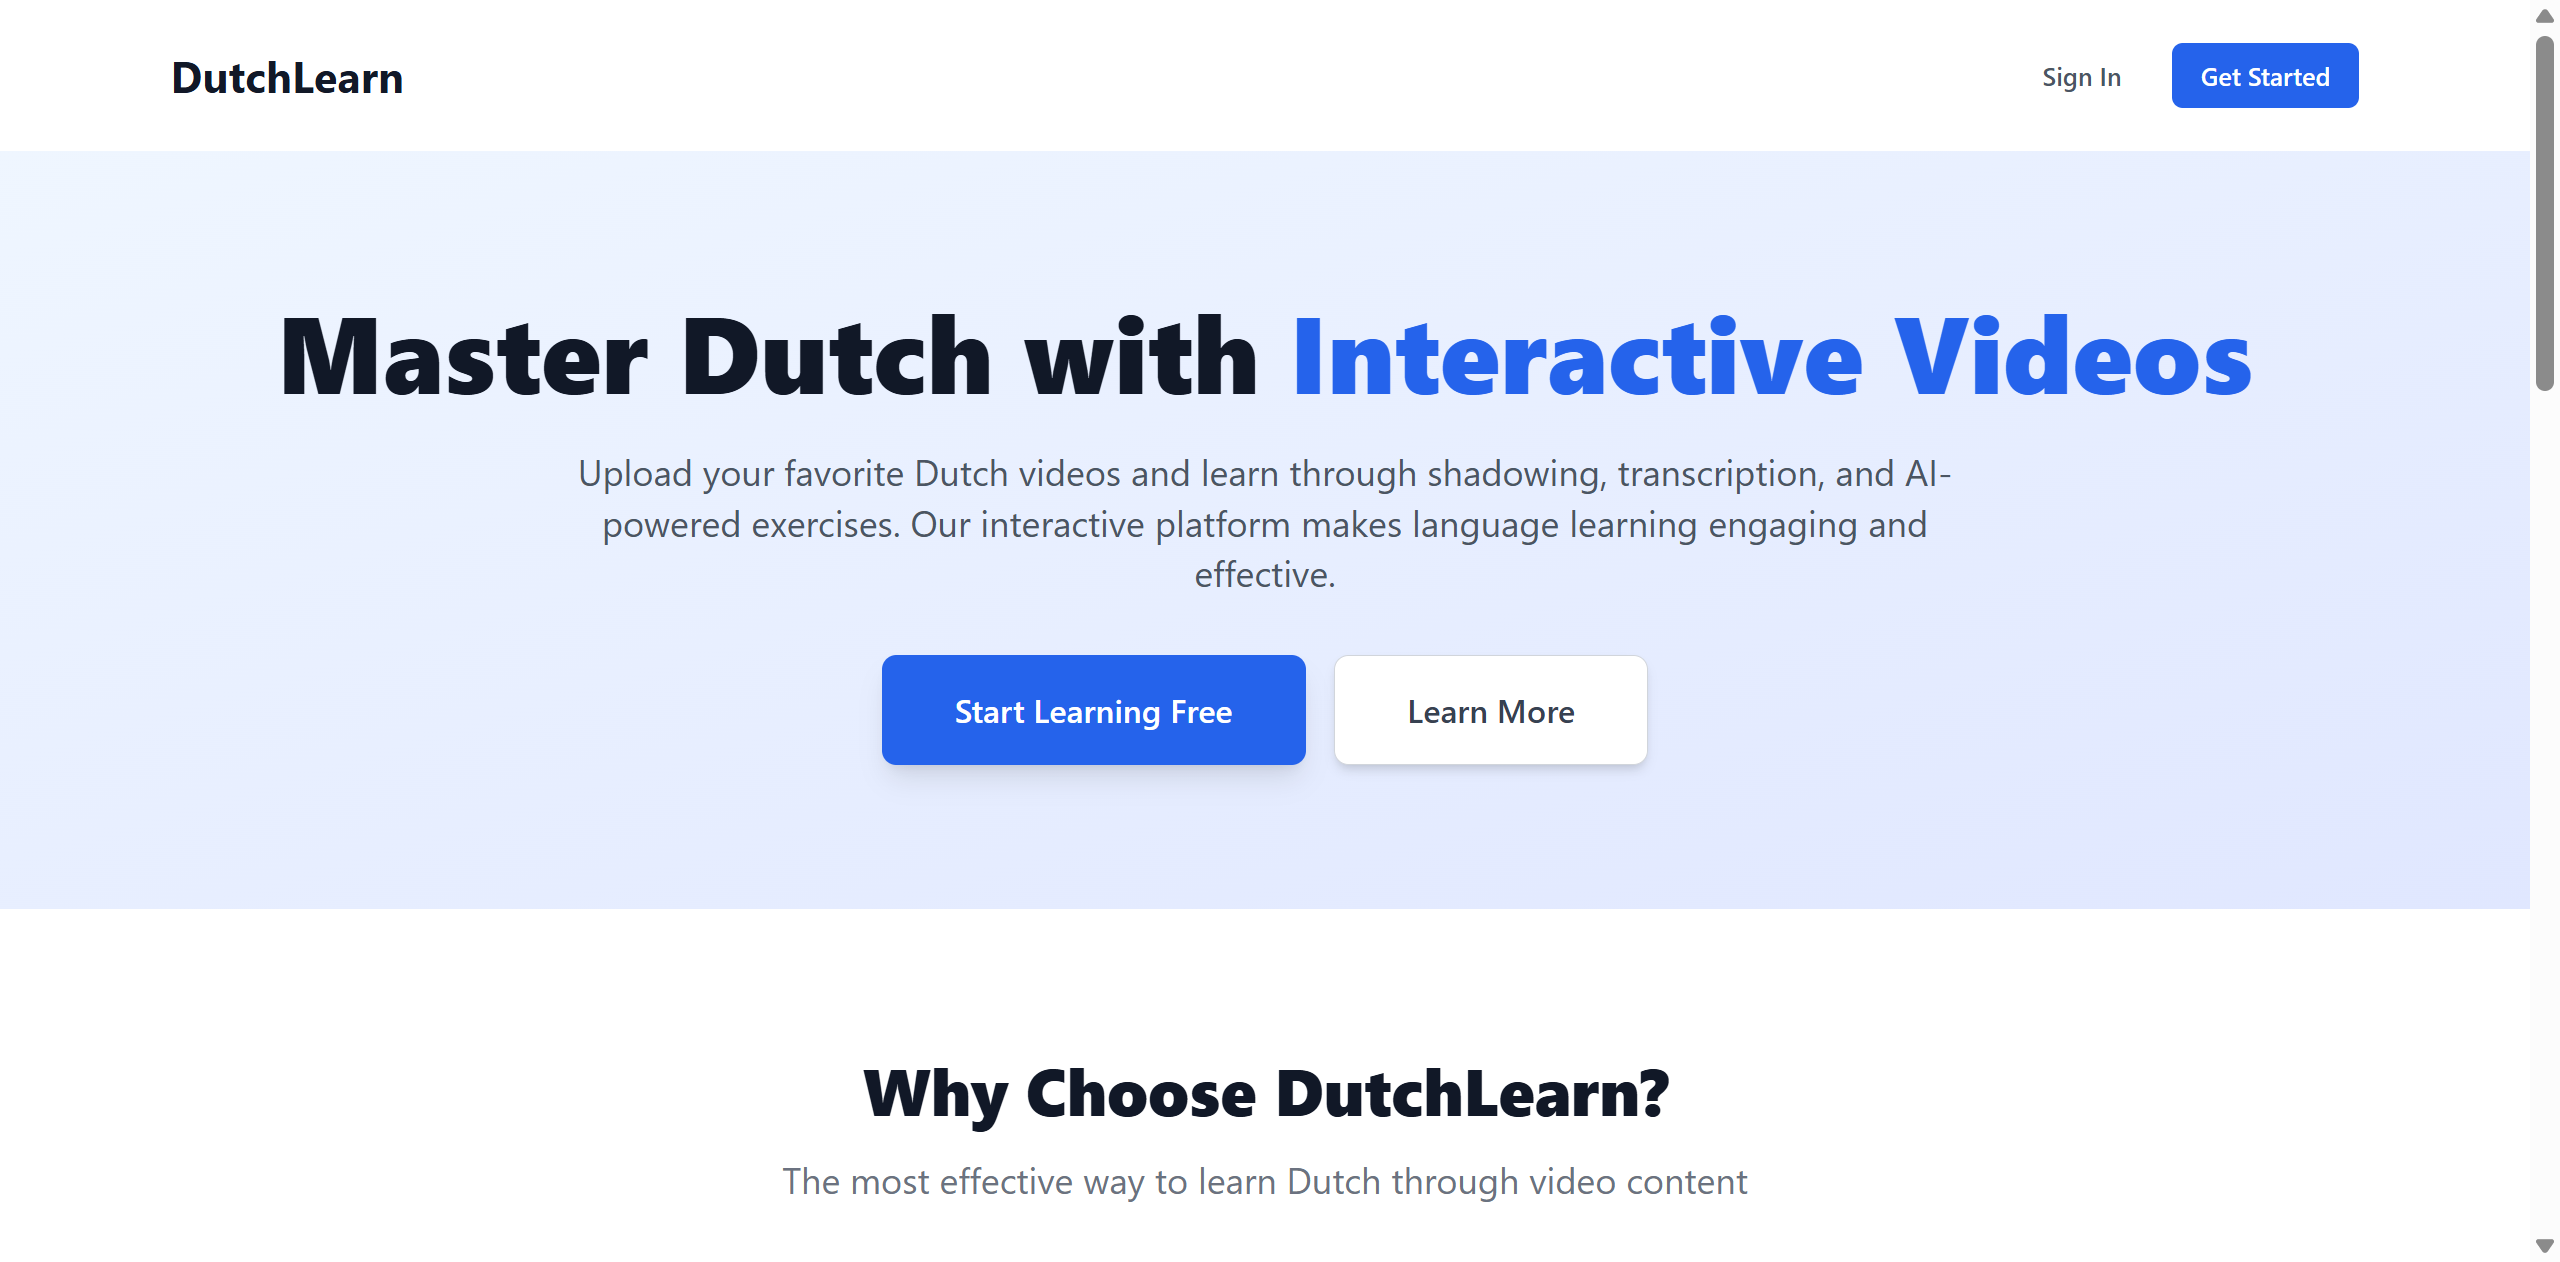 DutchLearn
Sign In
Get Started
Master Dutch with Interactive Videos
Upload your favorite Dutch videos and learn through shadowing, transcription, and AI-
powered exercises. Our interactive platform makes language learning engaging and
effective.
Start Learning Free
Learn More
Why Choose DutchLearn?
The most effective way to learn Dutch through video content